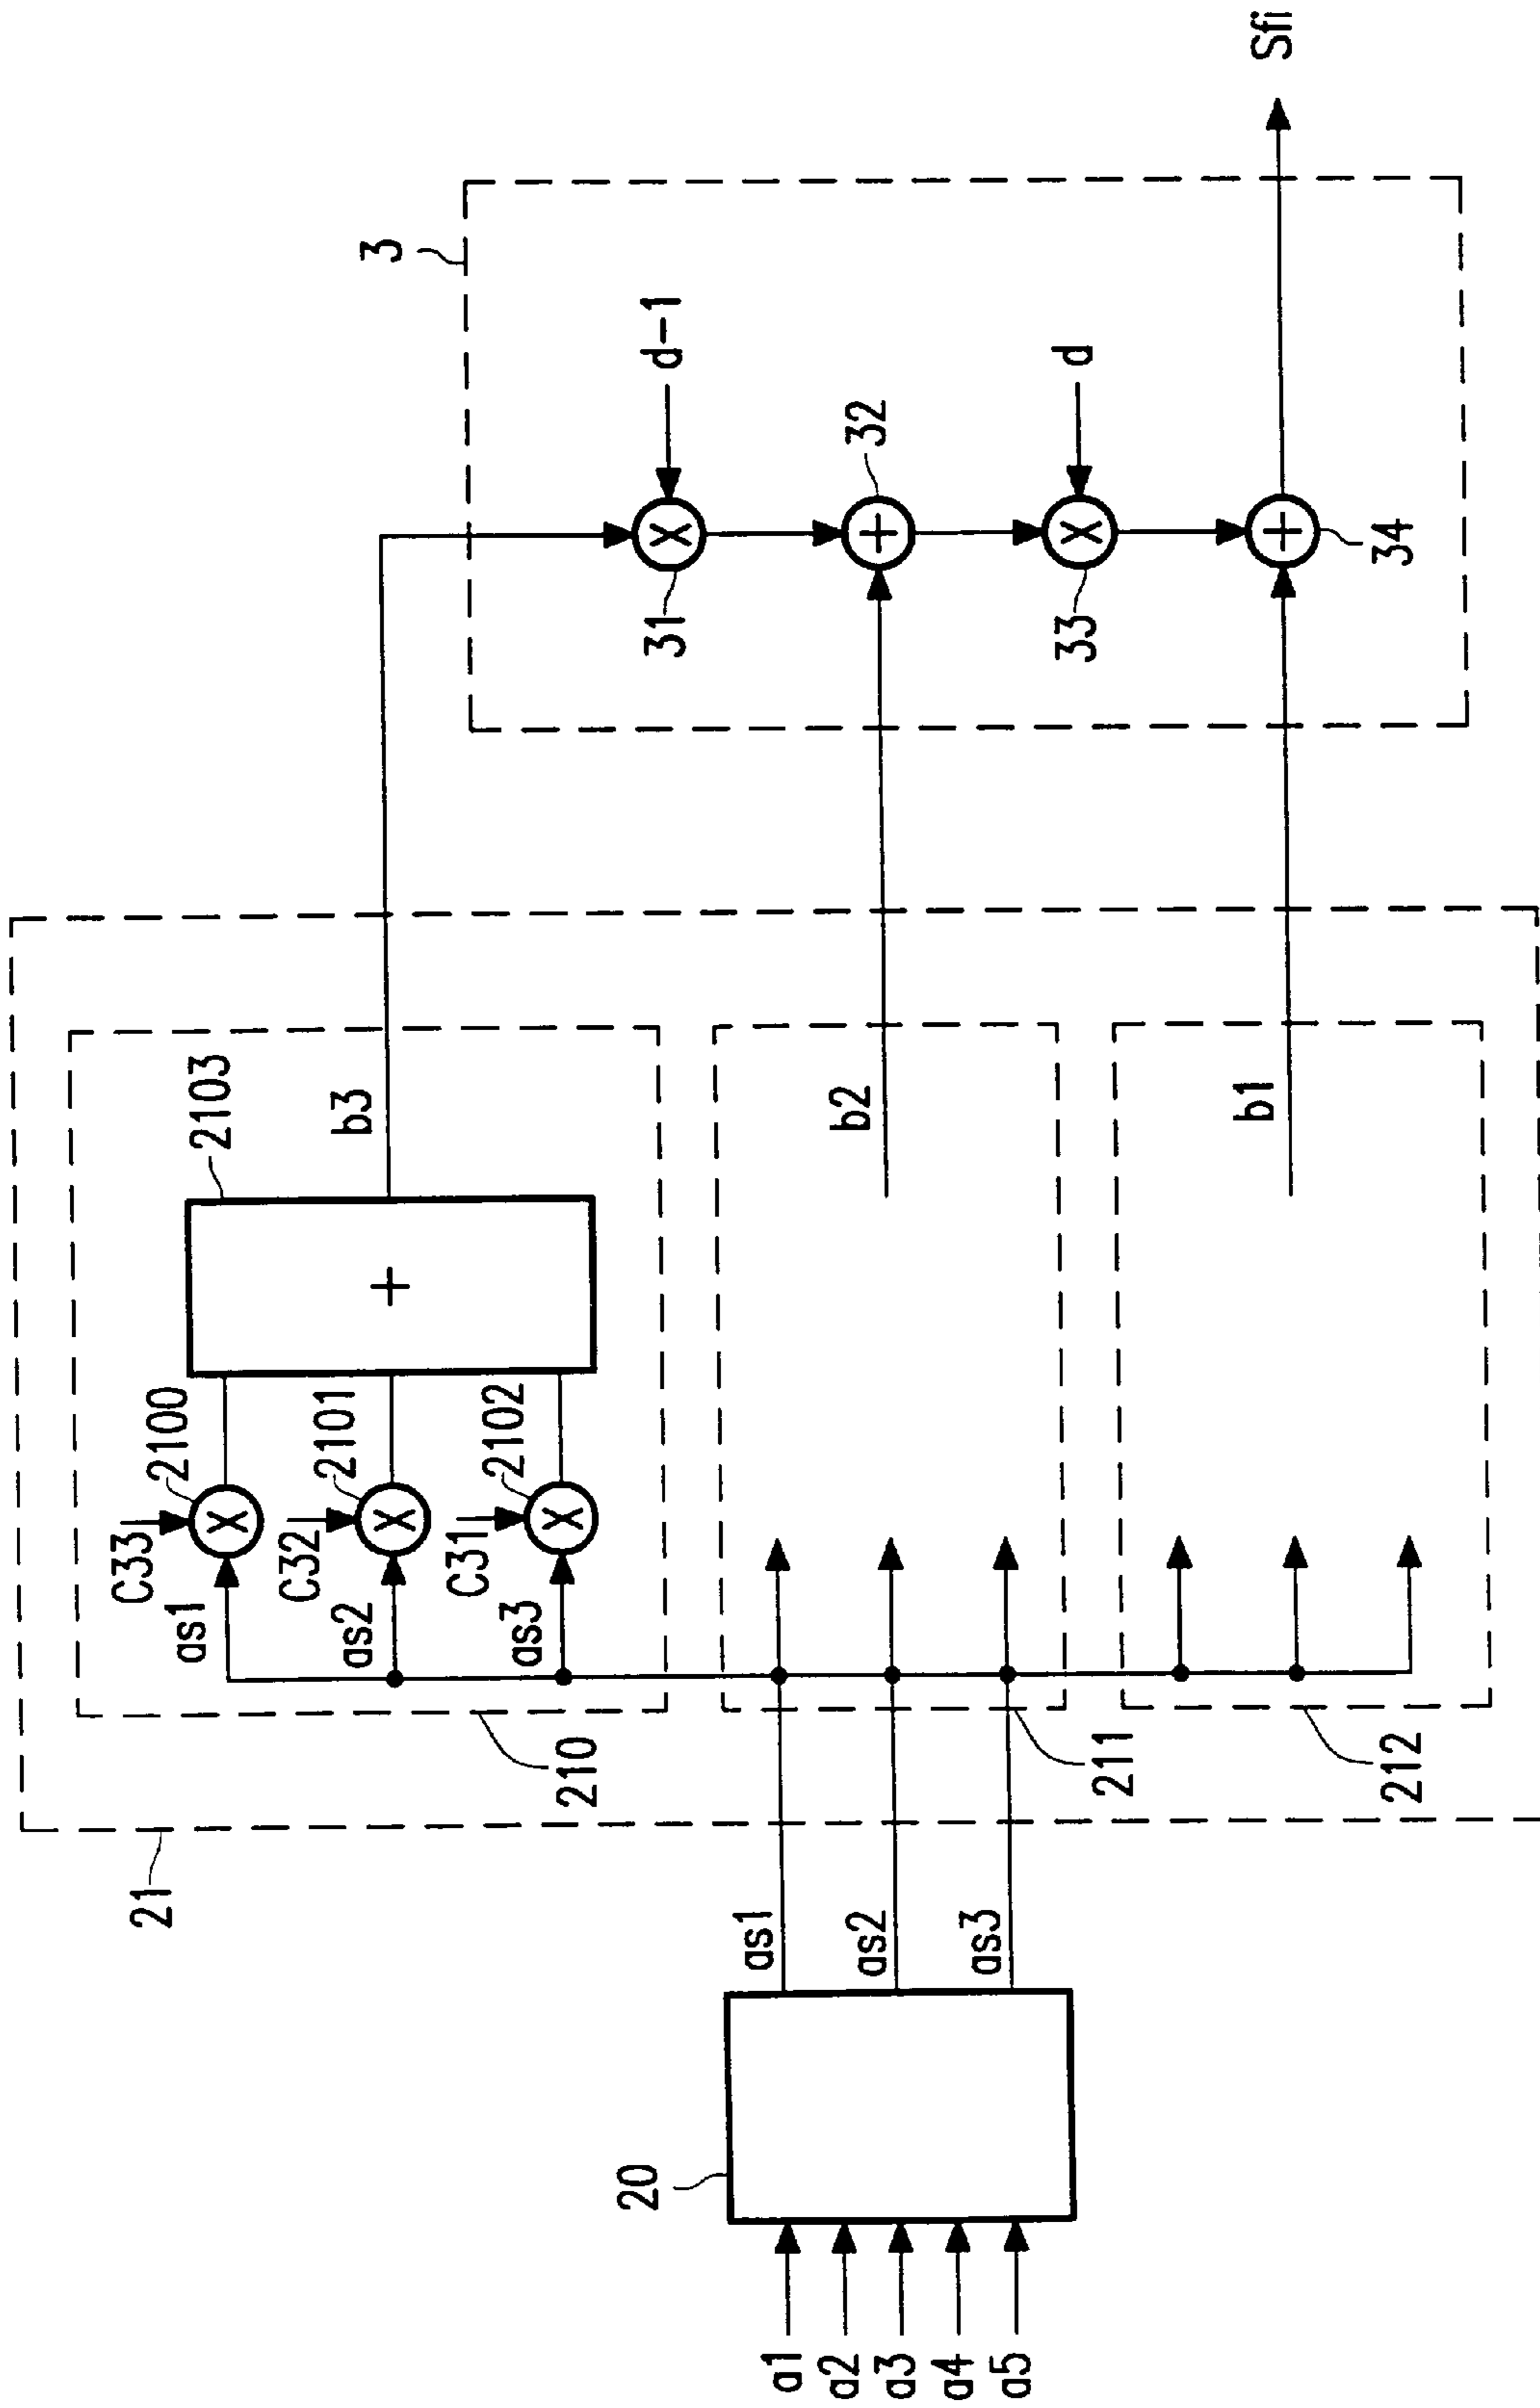 a1
a2
a3
a4
a5
20
as1
as2
as3
21
210
211
212
as1
as2
as3
C33
C32
C31
2100
2101
2102
2103
+
b3
b2
b1
3
31
32
33
34
X
X
X
X
+
X
+
d-1
d
Sfi